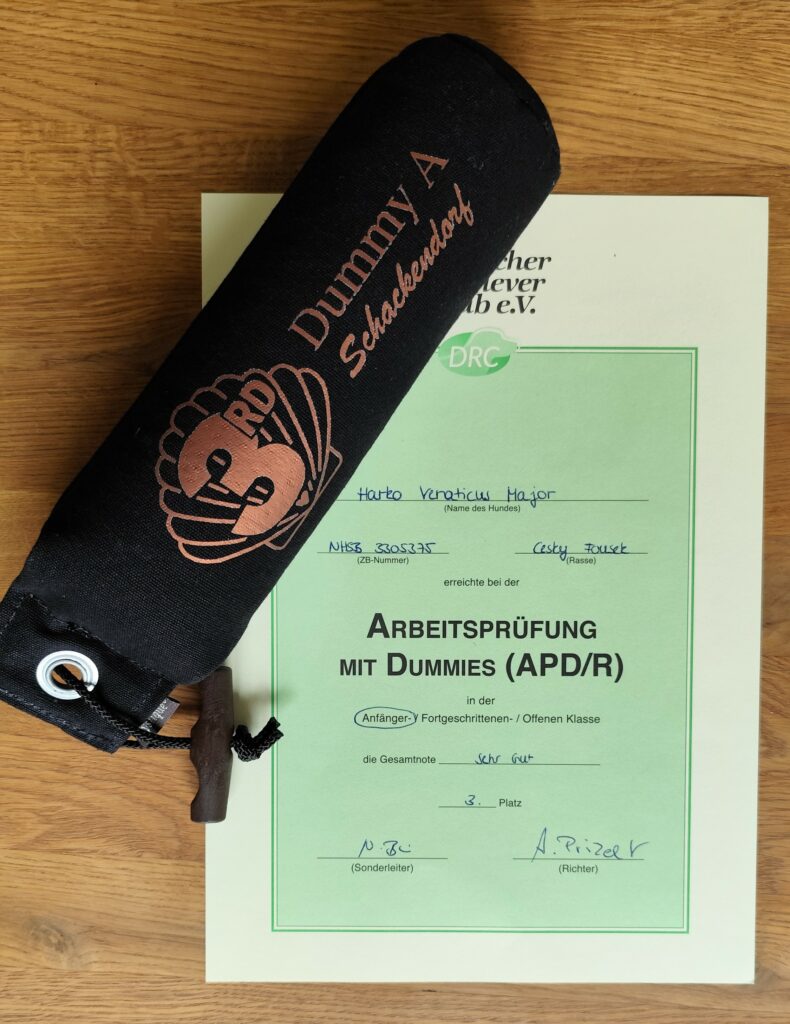 Dummy A
Schackendorf
3RD
cher
iever
b e.V.
DRC
Harko Venaticus Major
(Name des Hundes)
NHSB 3305375 Cesky Fousek
(ZB-Nummer) (Rasse)
erreichte bei der
ARBEITSPRÜFUNG
MIT DUMMIES (APD/R)
in der
Anfänger- / Fortgeschrittenen- / Offenen Klasse
die Gesamtnote Sehr Gut
3. Platz
(Sonderleiter) (Richter)